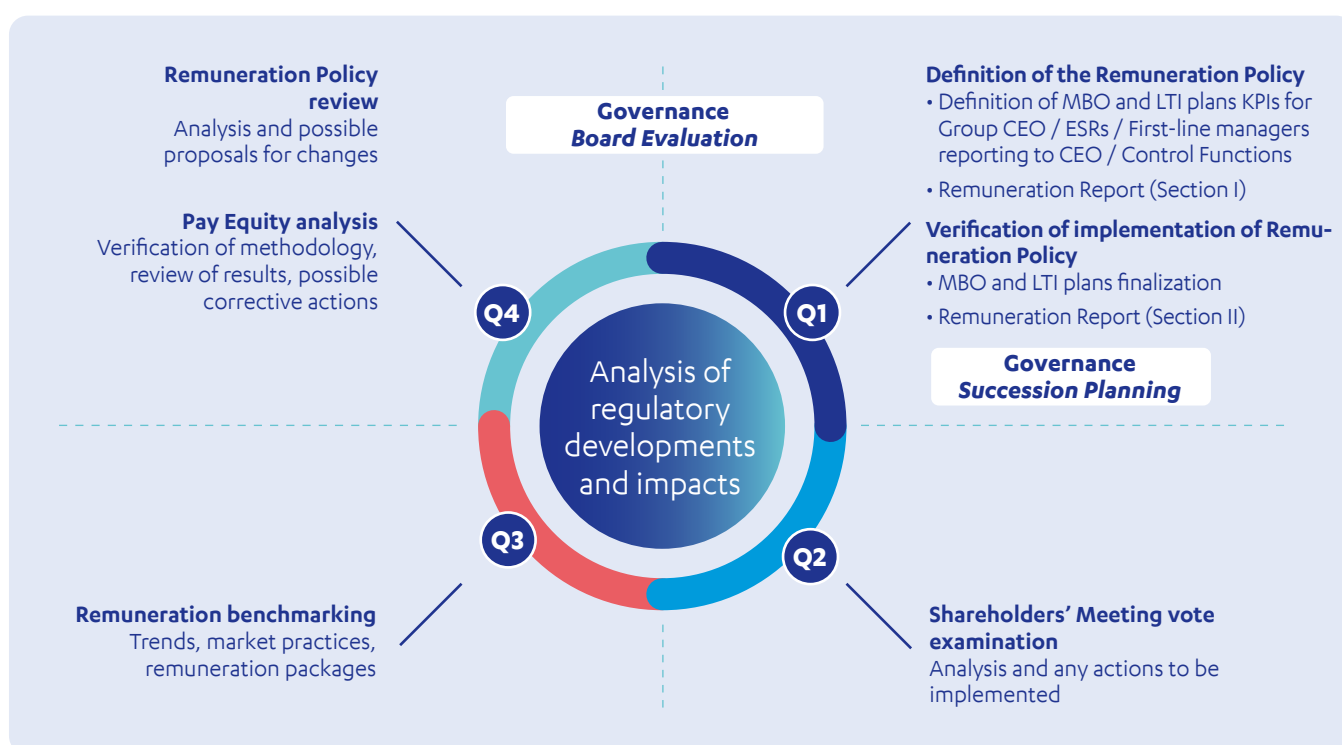 Remuneration Policy
review
Analysis and possible
proposals for changes
Pay Equity analysis
Verification of methodology,
review of results, possible
corrective actions
Governance
Board Evaluation
Definition of the Remuneration Policy
• Definition of MBO and LTI plans KPIs for
Group CEO / ESRs / First-line managers
reporting to CEO / Control Functions
• Remuneration Report (Section I)
Verification of implementation of Remu-
neration Policy
• MBO and LTI plans finalization
• Remuneration Report (Section II)
Governance
Succession Planning
Q4
Q1
Analysis of
regulatory
developments
and impacts
Q3
Q2
Remuneration benchmarking
Trends, market practices,
remuneration packages
Shareholders’ Meeting vote
examination
Analysis and any actions to be
implemented